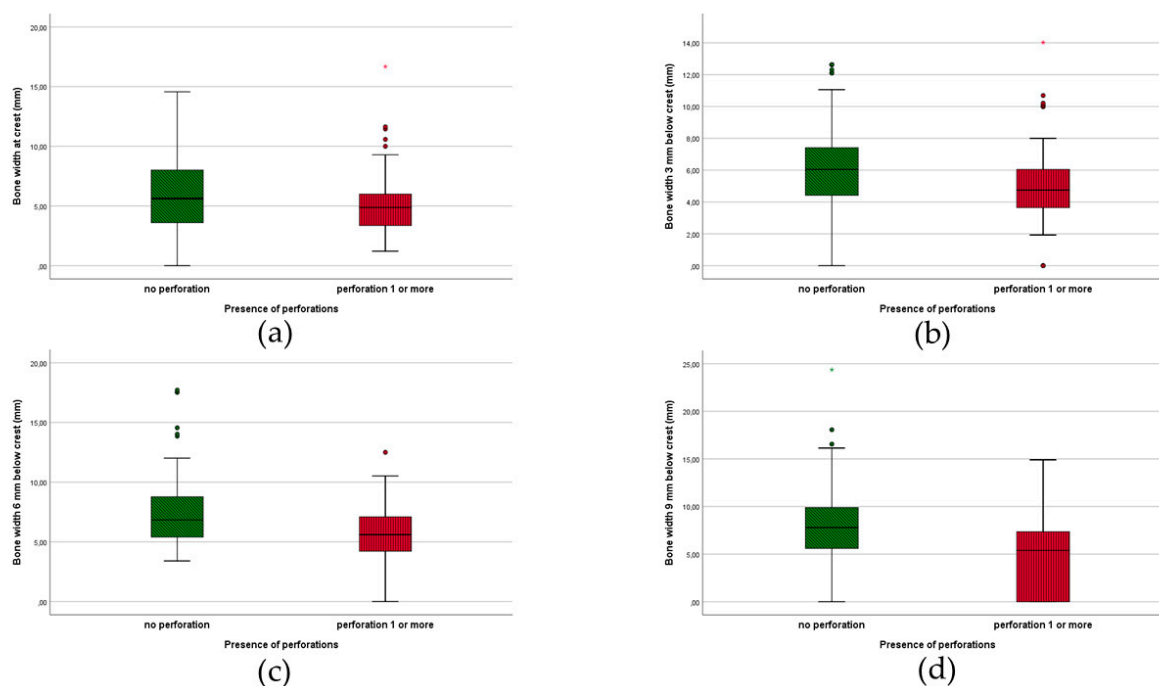 20,00
15,00
10,00
5,00
,00
Bone width at crest (mm)
no perforation
perforation 1 or more
Presence of perforations
(a)
14,00
12,00
10,00
8,00
6,00
4,00
2,00
,00
Bone width 3 mm below crest (mm)
no perforation
perforation 1 or more
Presence of perforations
(b)
20,00
15,00
10,00
5,00
,00
Bone width 6 mm below crest (mm)
no perforation
perforation 1 or more
Presence of perforations
(c)
25,00
20,00
15,00
10,00
5,00
,00
Bone width 9 mm below crest (mm)
no perforation
perforation 1 or more
Presence of perforations
(d)